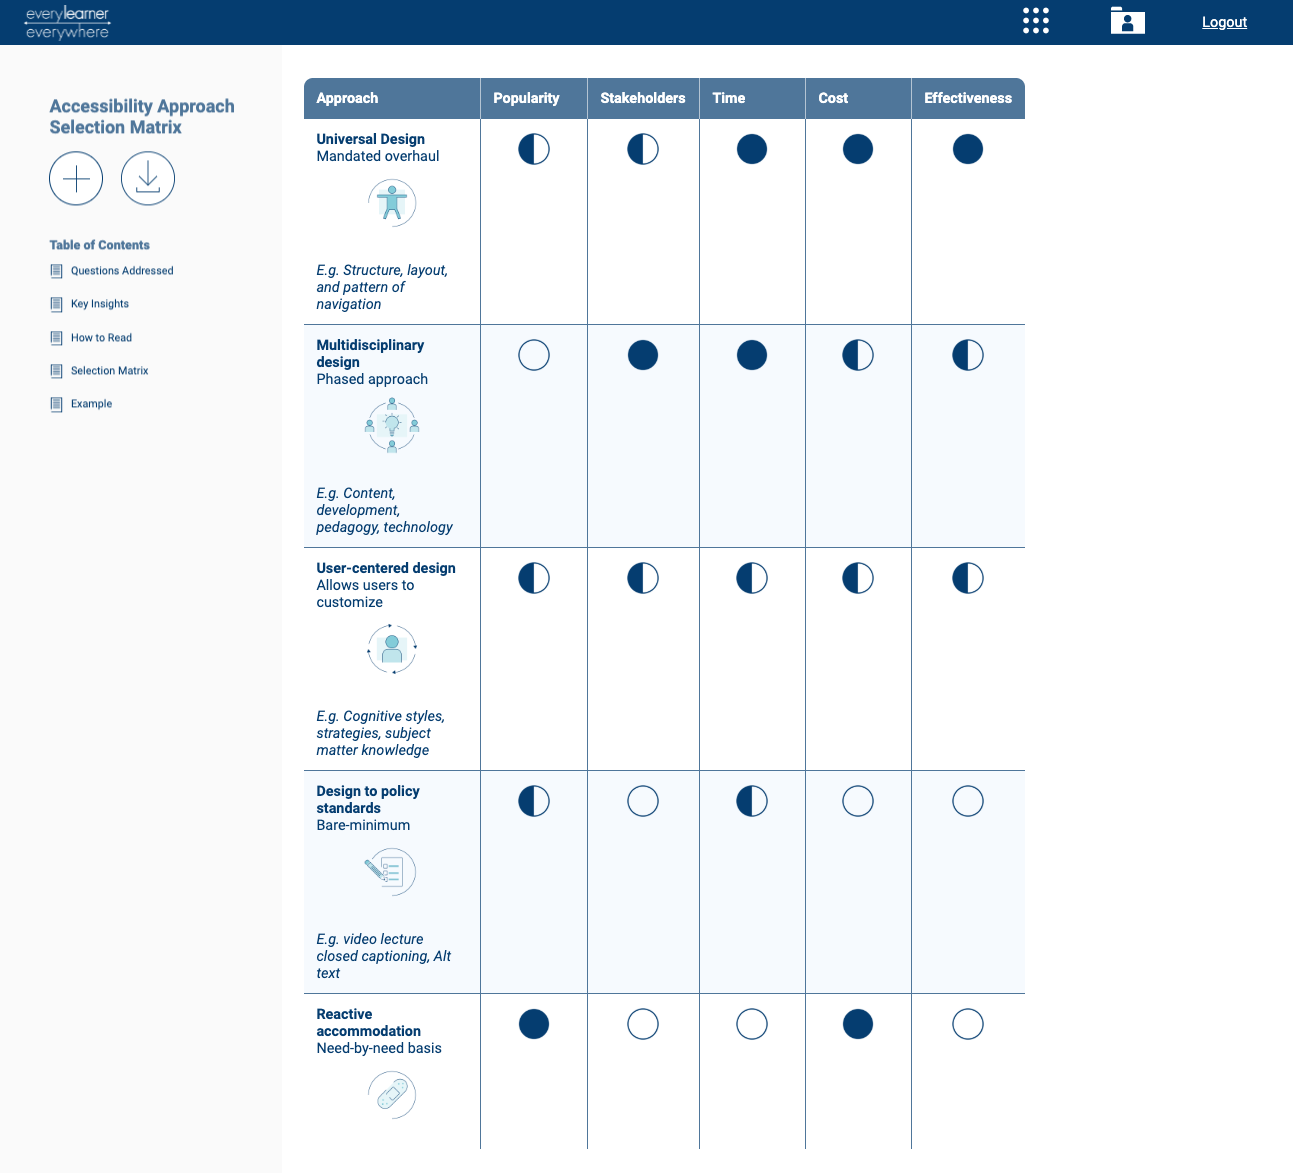 everylearner
everywhere
Logout
Accessibility Approach
Selection Matrix
Table of Contents
Questions Addressed
Key Insights
How to Read
Selection Matrix
Example
Approach Popularity Stakeholders Time Cost Effectiveness
Universal Design
Mandated overhaul
E.g. Structure, layout,
and pattern of
navigation
Multidisciplinary
design
Phased approach
E.g. Content,
development,
pedagogy, technology
User-centered design
Allows users to
customize
E.g. Cognitive styles,
strategies, subject
matter knowledge
Design to policy
standards
Bare-minimum
E.g. video lecture
closed captioning, Alt
text
Reactive
accommodation
Need-by-need basis